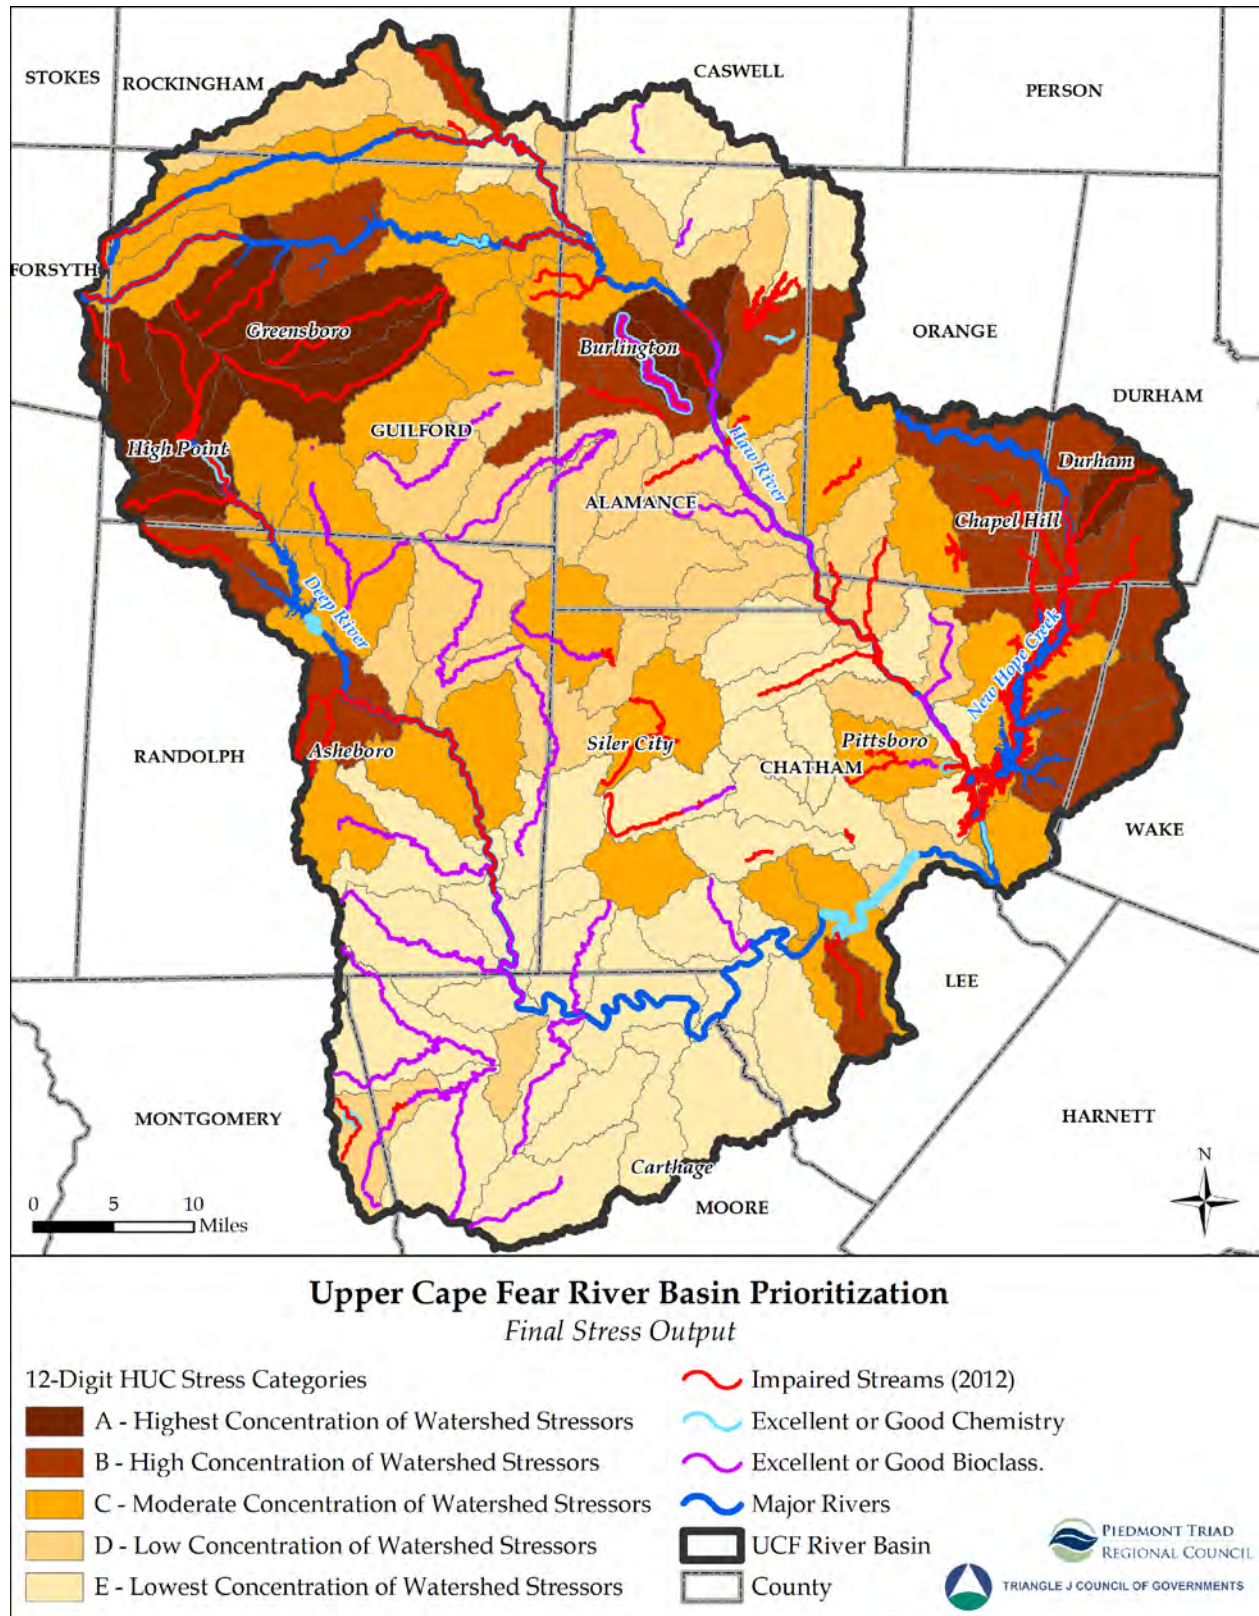 STOKES
ROCKINGHAM
CASWELL
PERSON
FORSYTH
Greensboro
Burlington
ORANGE
DURHAM
High Point
GUILFORD
Haw River
Durham
ALAMANCE
Chapel Hill
Deep River
New Hope Creek
RANDOLPH
Asheboro
Siler City
Pittsboro
CHATHAM
WAKE
LEE
MONTGOMERY
HARNETT
Carthage
MOORE
N
0 5 10
Miles
Upper Cape Fear River Basin Prioritization
Final Stress Output
12-Digit HUC Stress Categories
A - Highest Concentration of Watershed Stressors
B - High Concentration of Watershed Stressors
C - Moderate Concentration of Watershed Stressors
D - Low Concentration of Watershed Stressors
E - Lowest Concentration of Watershed Stressors
Impaired Streams (2012)
Excellent or Good Chemistry
Excellent or Good Bioclass.
Major Rivers
UCF River Basin
County
PIEDMONT TRIAD
REGIONAL COUNCIL
TRIANGLE J COUNCIL OF GOVERNMENTS